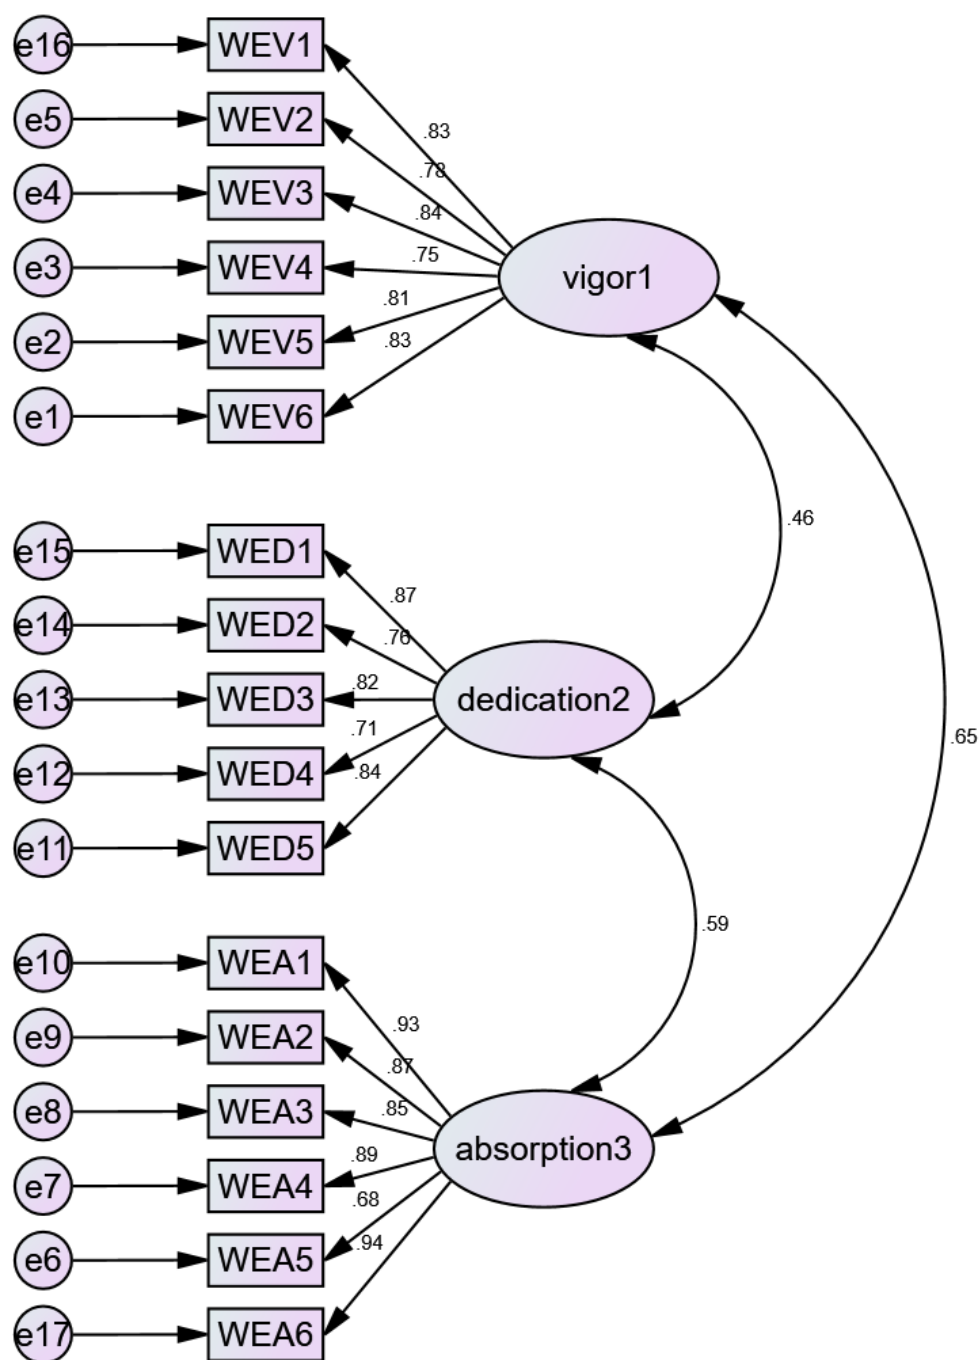 e16 WEV1
.83
e5 WEV2
.78
e4 WEV3
.84
vigor1
e3 WEV4
.75
e2 WEV5
.81
.83
e1 WEV6
.46
e15 WED1
.87
e14 WED2
.76
e13 WED3
.82
dedication2
.71
.65
e12 WED4
.84
e11 WED5
.59
e10 WEA1
.93
e9 WEA2
.87
e8 WEA3
.85
absorption3
.89
e7 WEA4
.68
e6 WEA5
.94
e17 WEA6